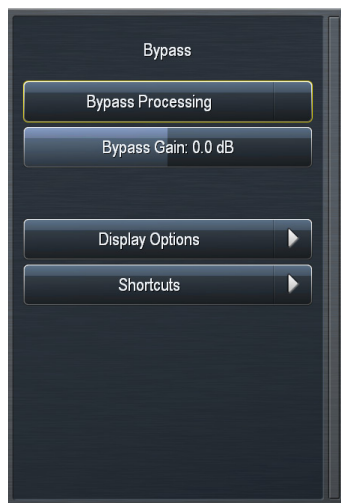 Bypass
Bypass Processing
Bypass Gain: 0.0 dB
Display Options
Shortcuts